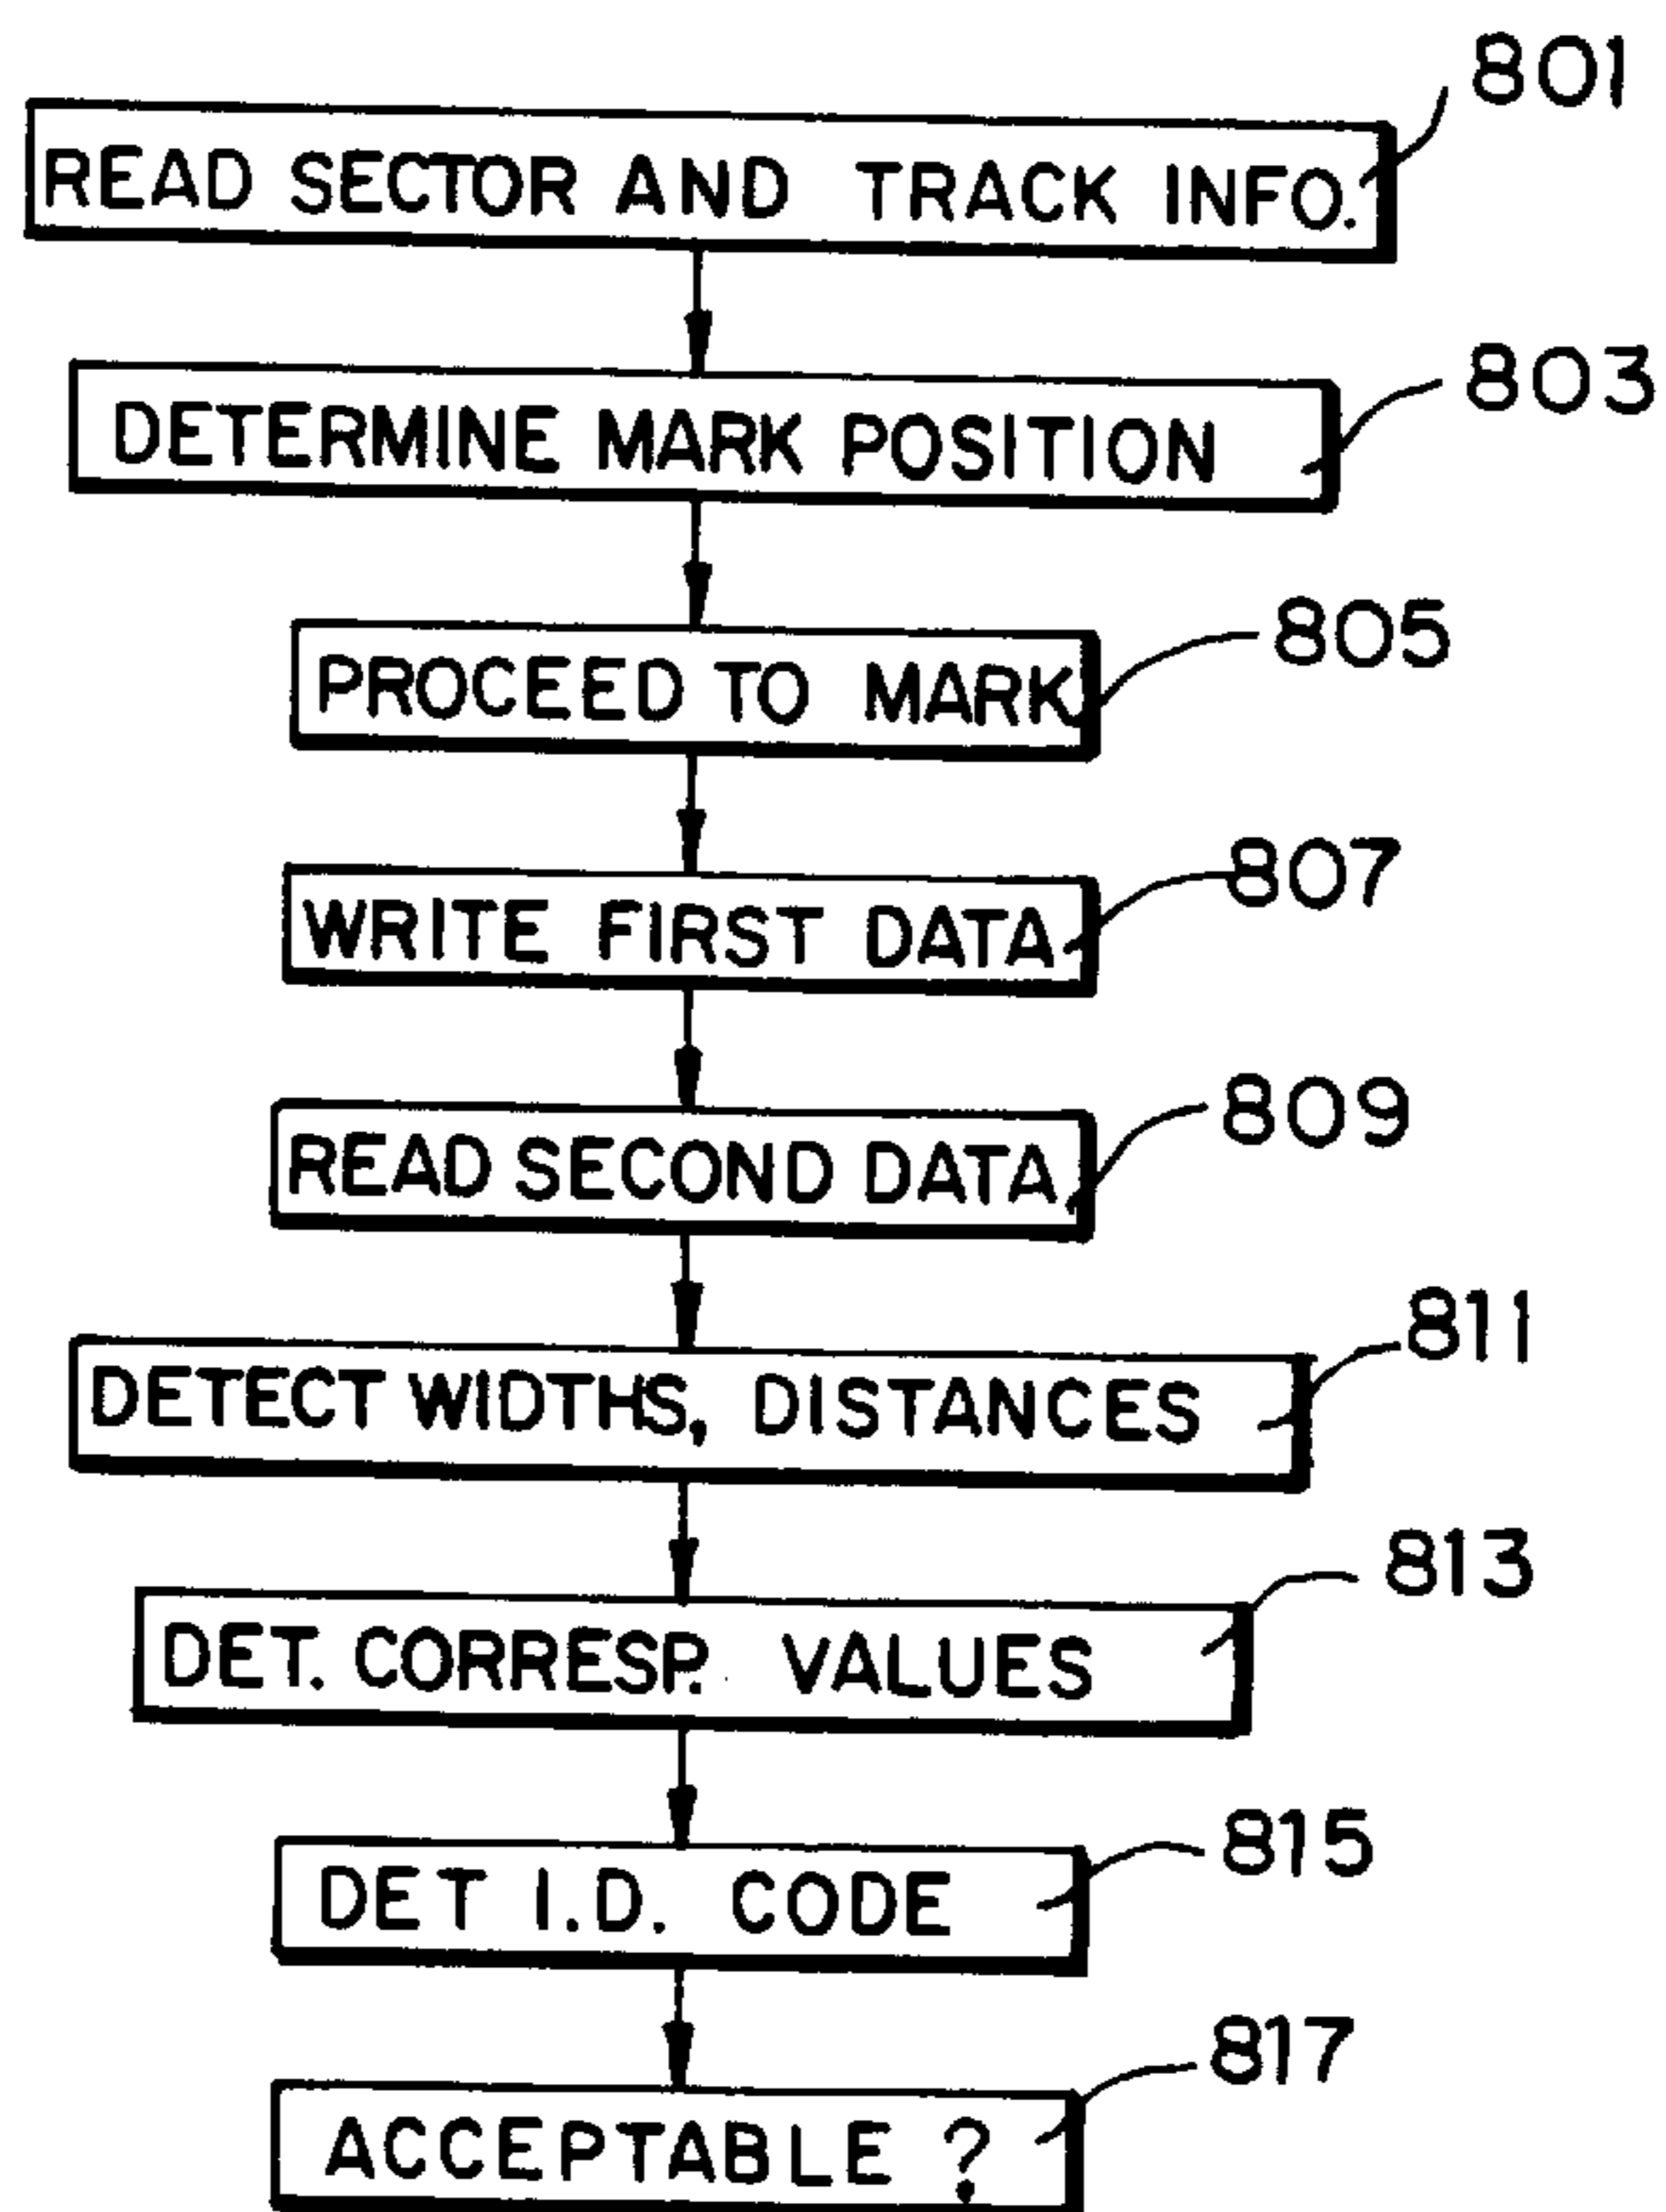 801
READ SECTOR AND TRACK INFO.
803
DETERMINE MARK POSITION
805
PROCEED TO MARK
807
WRITE FIRST DATA
809
READ SECOND DATA
811
DETECT WIDTHS, DISTANCES
813
DET. CORRESP. VALUES
815
DET I.D. CODE
817
ACCEPTABLE ?